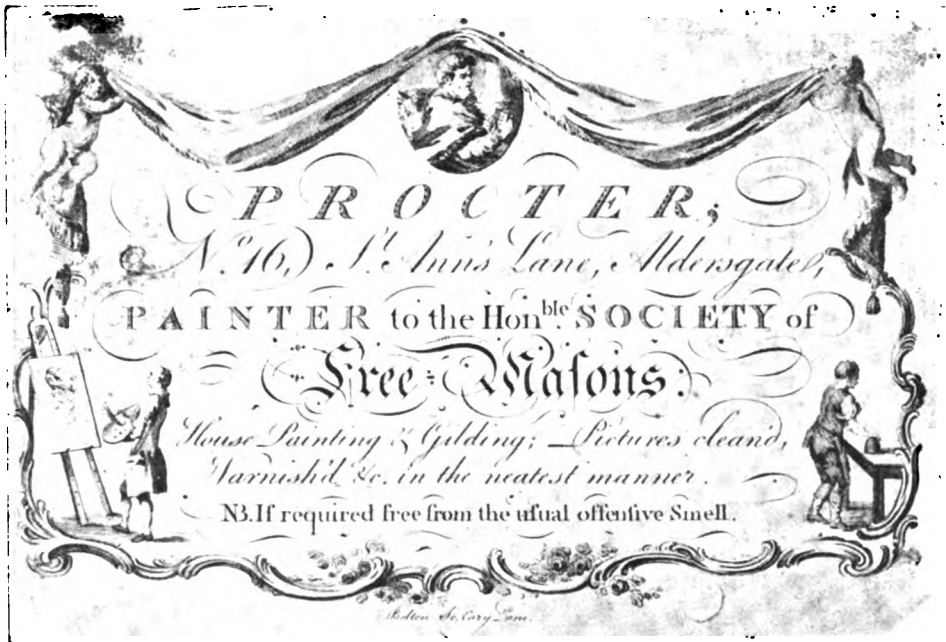 PROCTER;
No. 16, St. Ann's Lane, Aldersgate,
PAINTER to the Honble. SOCIETY of
Free=Maſons:
House Painting & Gilding; Pictures cleand,
Varnish'd &c. in the neatest manner.
NB. If required free from the uſual offenſive Smell.
Bolton Sc. Cary Lane.